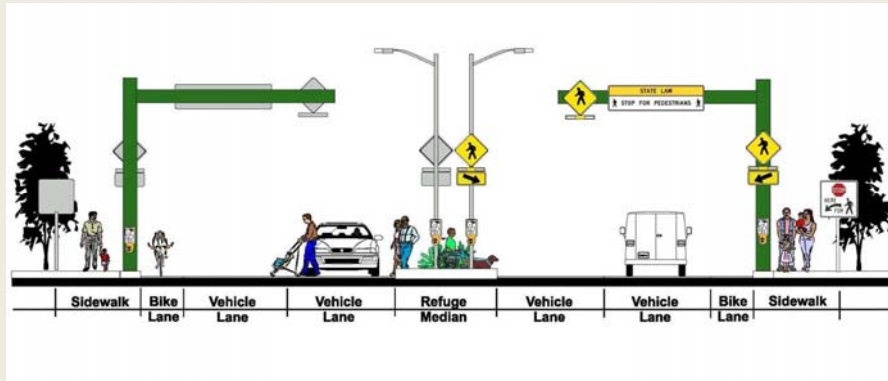 STATE LAW
STOP FOR PEDESTRIANS
STOP
HERE
FOR
Sidewalk
Bike
Lane
Vehicle
Lane
Vehicle
Lane
Refuge
Median
Vehicle
Lane
Vehicle
Lane
Bike
Lane
Sidewalk